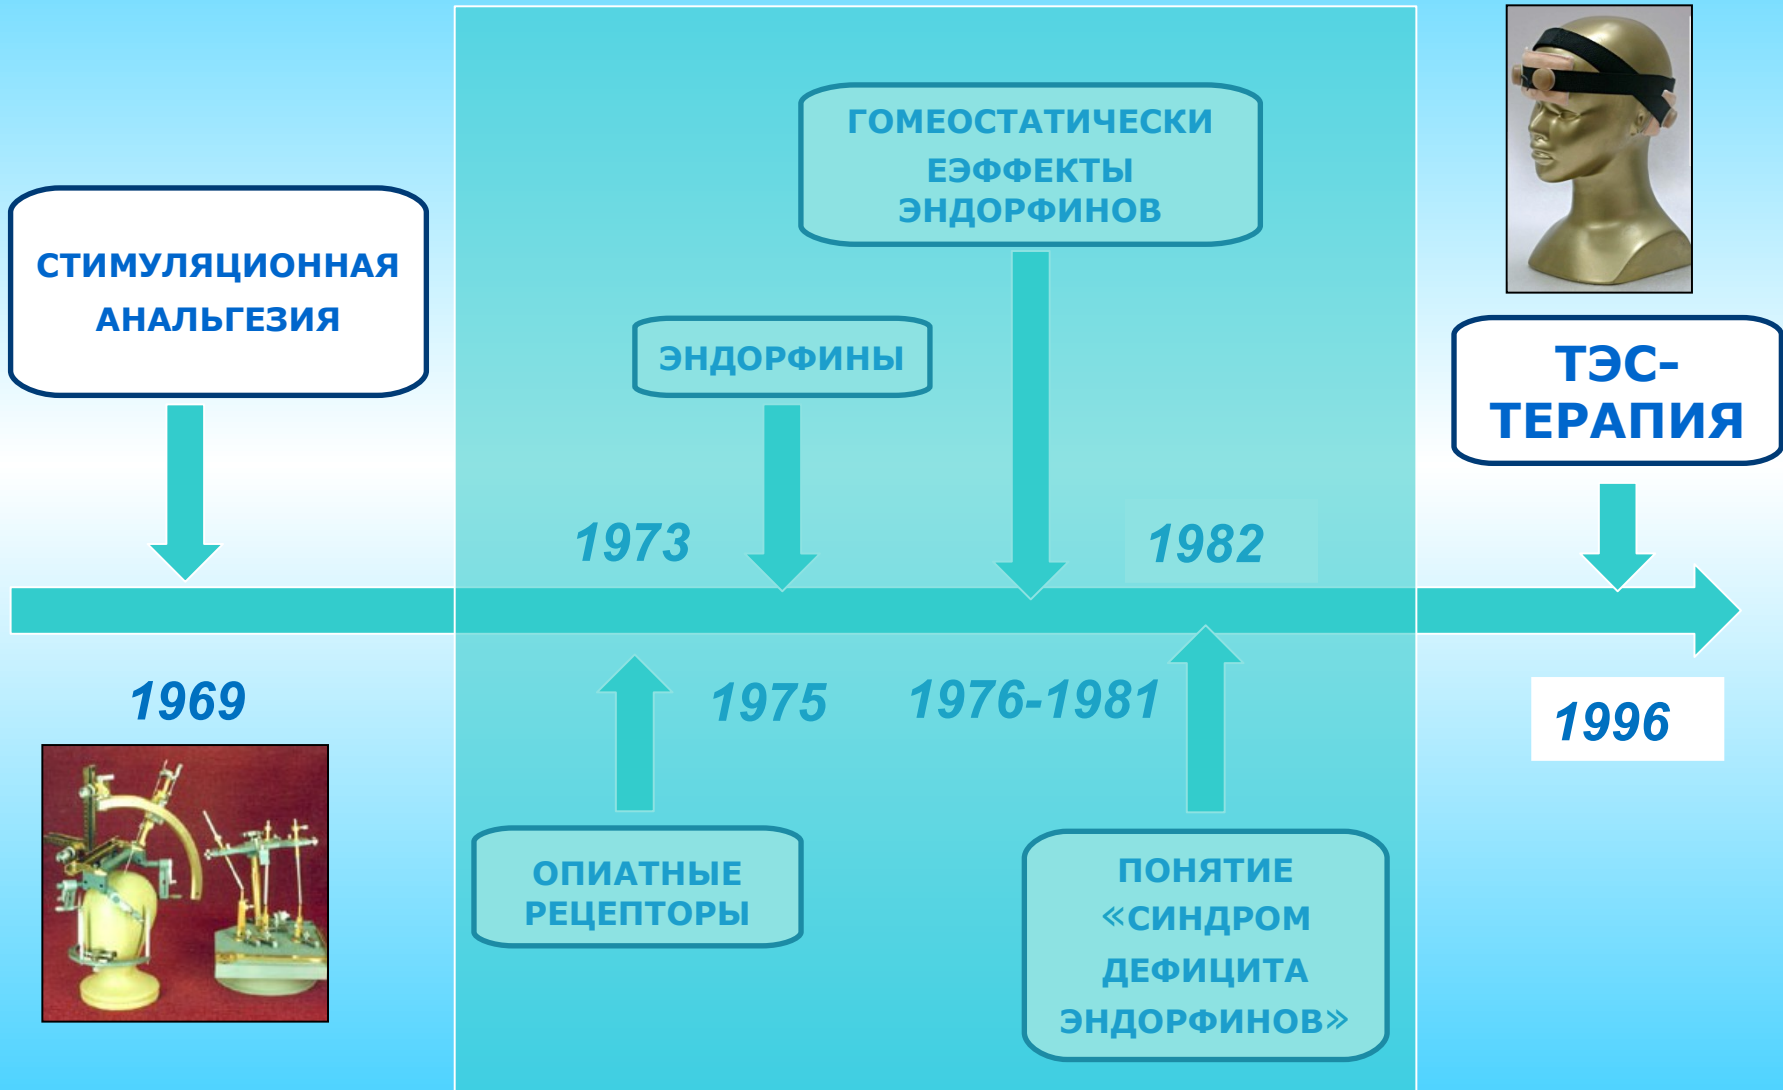 СТИМУЛЯЦИОННАЯ
АНАЛЬГЕЗИЯ
1969
ОПИАТНЫЕ
РЕЦЕПТОРЫ
1973
ЭНДОРФИНЫ
1975
ГОМЕОСТАТИЧЕСКИ
ЕЭФФЕКТЫ
ЭНДОРФИНОВ
1976-1981
1982
ПОНЯТИЕ
«СИНДРОМ
ДЕФИЦИТА
ЭНДОРФИНОВ»
ТЭС-
ТЕРАПИЯ
1996